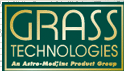 GRASS
TECHNOLOGIES
An Astro-Med, Inc Product Group